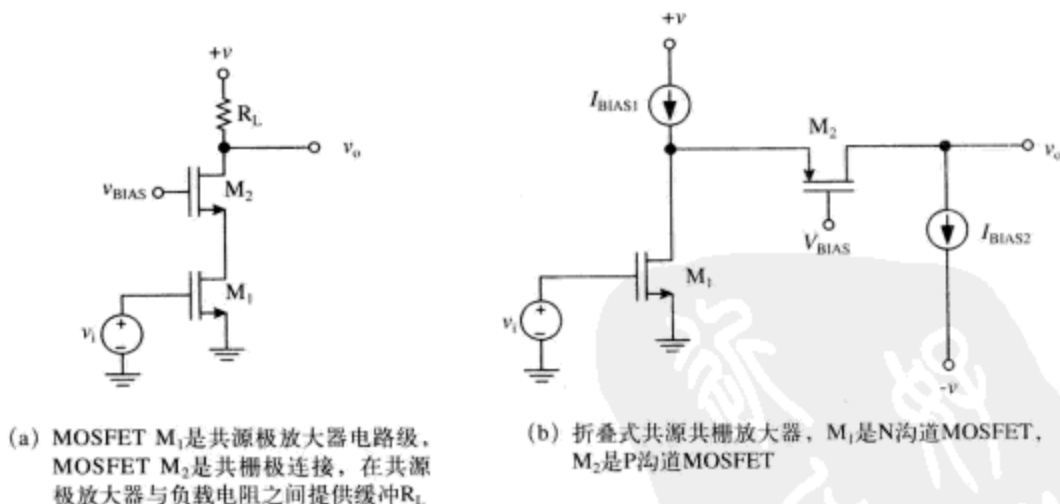 +v
R_L
v_o
v_BIAS
M_2
M_1
v_i
+v
I_BIAS1
M_2
v_o
V_BIAS
I_BIAS2
M_1
v_i
-v
(a) MOSFET M_1是共源极放大器电路级，
MOSFET M_2是共栅极连接，在共源
极放大器与负载电阻之间提供缓冲R_L
(b) 折叠式共源共栅放大器，M_1是N沟道MOSFET，
M_2是P沟道MOSFET